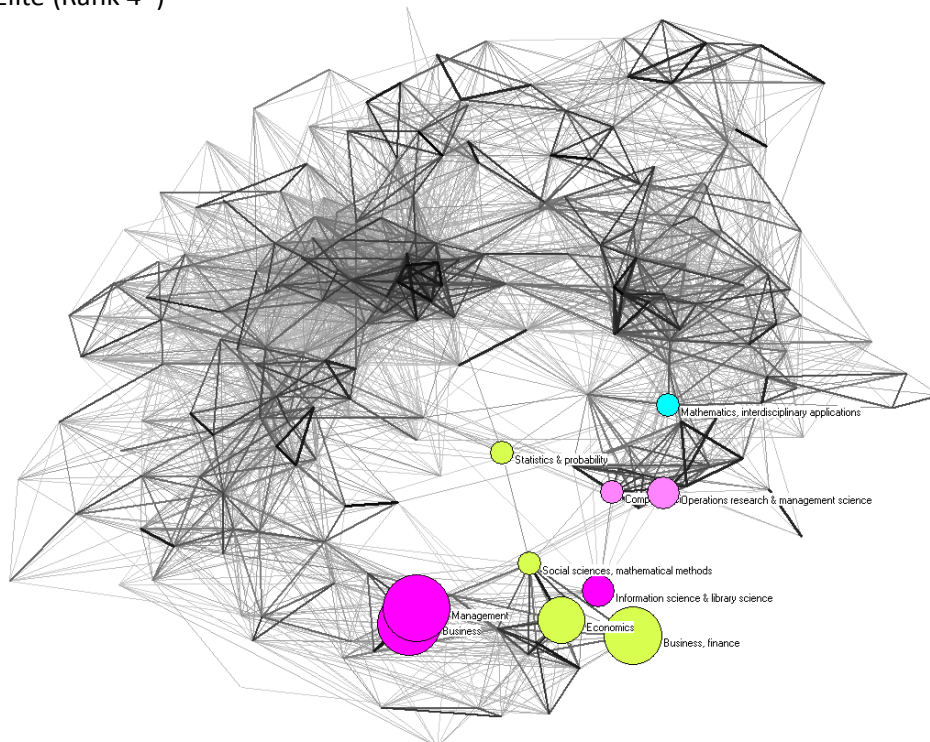 Elite (Rank 4*)
Mathematics, interdisciplinary applications
Statistics & probability
Comp
Operations research & management science
Social sciences, mathematical methods
Information science & library science
Management
Economics
Business
Business, finance